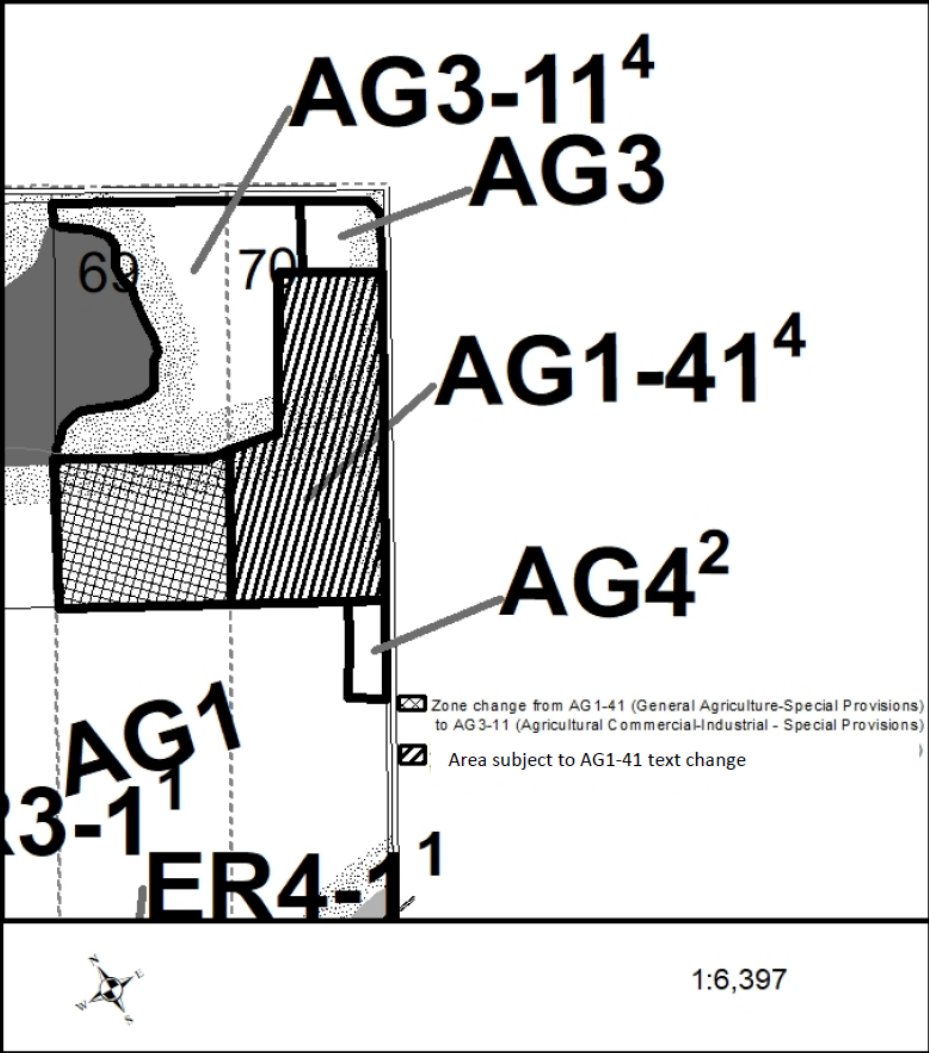 AG3-11⁴
AG3
69
70
AG1-41⁴
AG4²
Zone change from AG1-41 (General Agriculture-Special Provisions)
to AG3-11 (Agricultural Commercial-Industrial - Special Provisions)
Area subject to AG1-41 text change
)
AG1
3-1¹
ER4-1¹
N
E
W
S
1:6,397